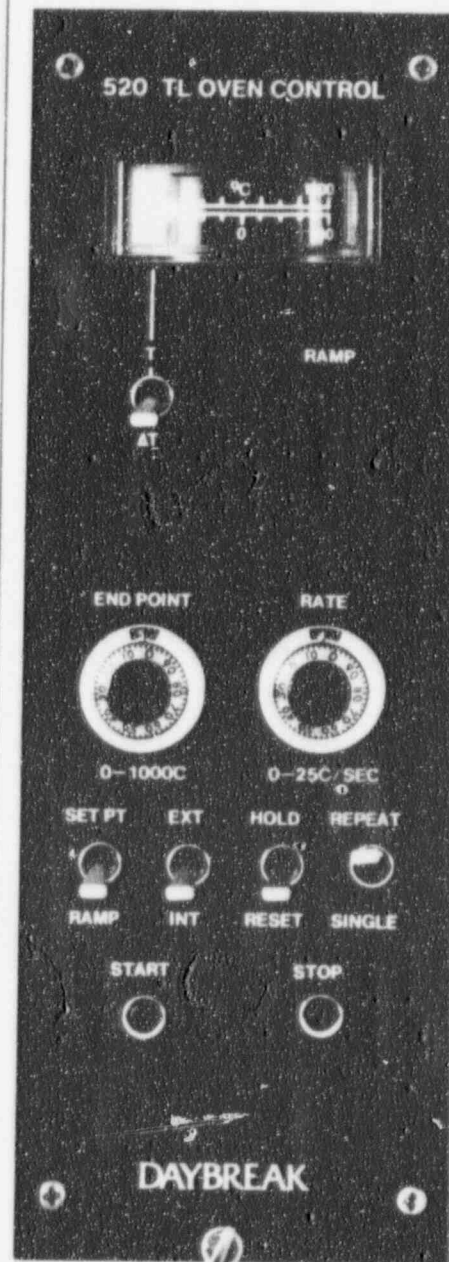 520 TL OVEN CONTROL
°C
0
T RAMP
ΔT
END POINT RATE
0-1000C 0-25C/SEC
SET PT EXT HOLD REPEAT
RAMP INT RESET SINGLE
START STOP
DAYBREAK